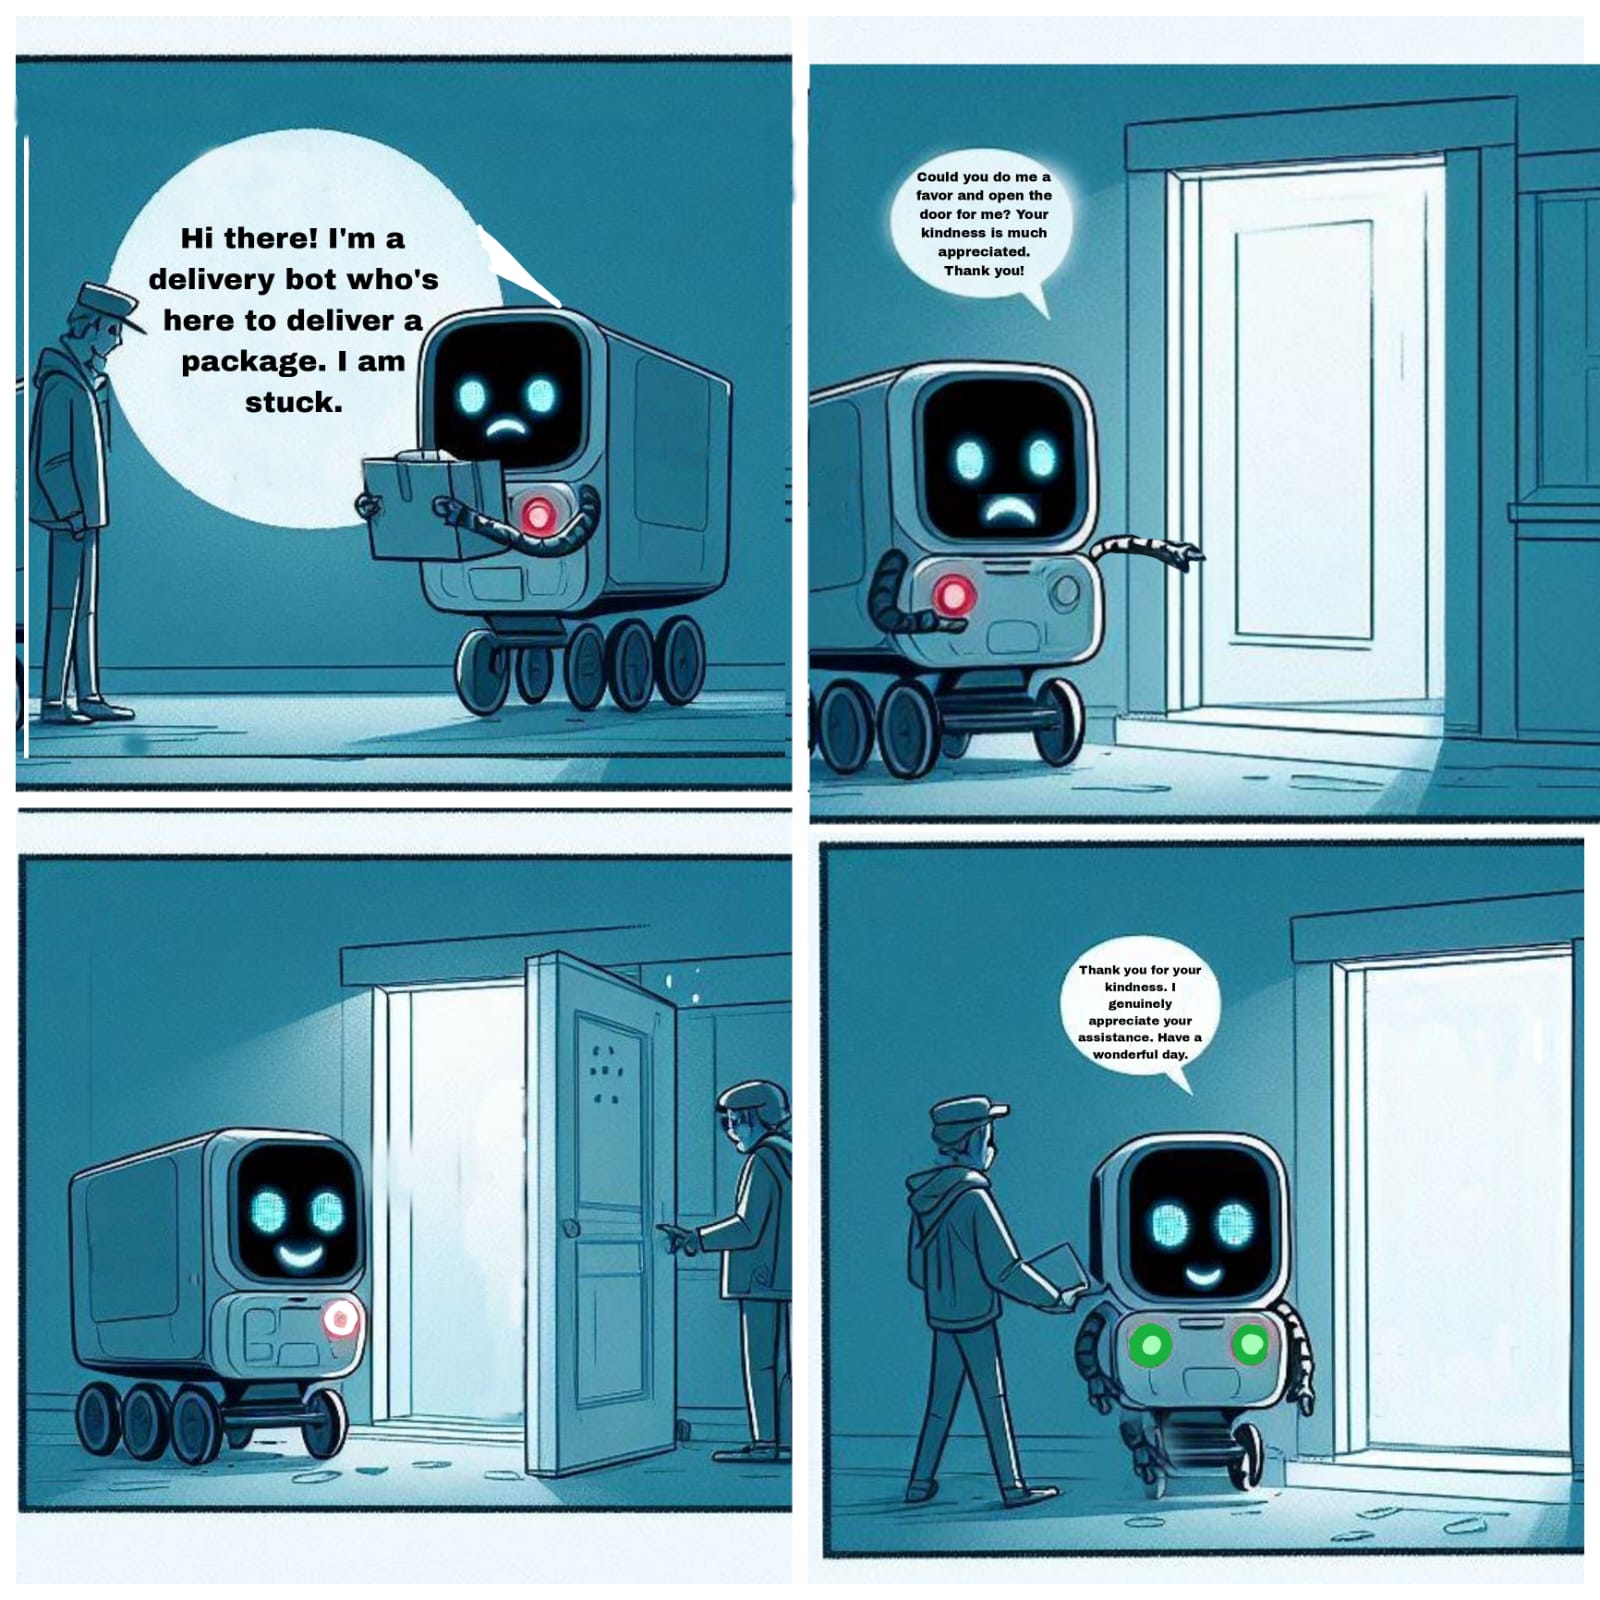 Hi there! I'm a
delivery bot who's
here to deliver a
package. I am
stuck.
Could you do me a
favor and open the
door for me? Your
kindness is much
appreciated.
Thank you!
Thank you for your
kindness. I
genuinely
appreciate your
assistance. Have a
wonderful day.